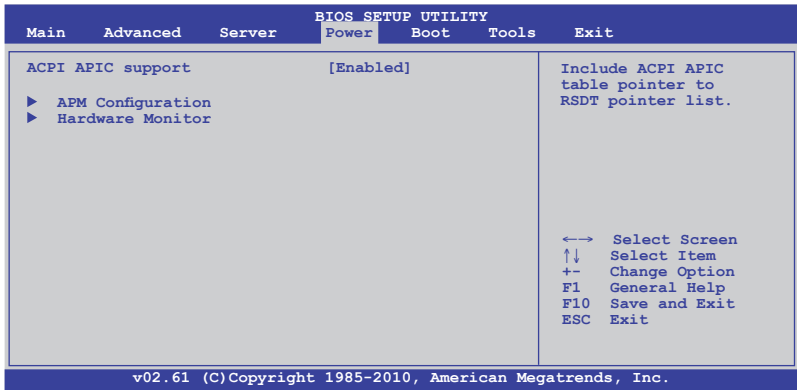 BIOS SETUP UTILITY
Main Advanced Server Power Boot Tools Exit
ACPI APIC support [Enabled]
▶ APM Configuration
▶ Hardware Monitor
Include ACPI APIC
table pointer to
RSDT pointer list.
←→ Select Screen
↑↓ Select Item
+- Change Option
F1 General Help
F10 Save and Exit
ESC Exit
v02.61 (C)Copyright 1985-2010, American Megatrends, Inc.